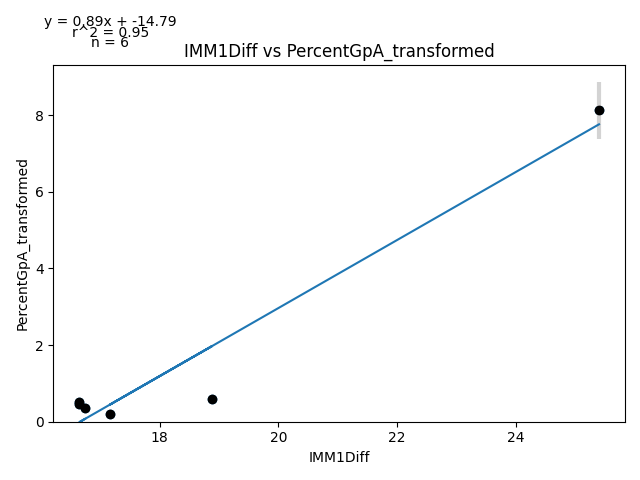 y = 0.89x + -14.79
r^2 = 0.95
n = 6
IMM1Diff vs PercentGpA_transformed
PercentGpA_transformed
8
6
4
2
0
18
20
22
24
IMM1Diff